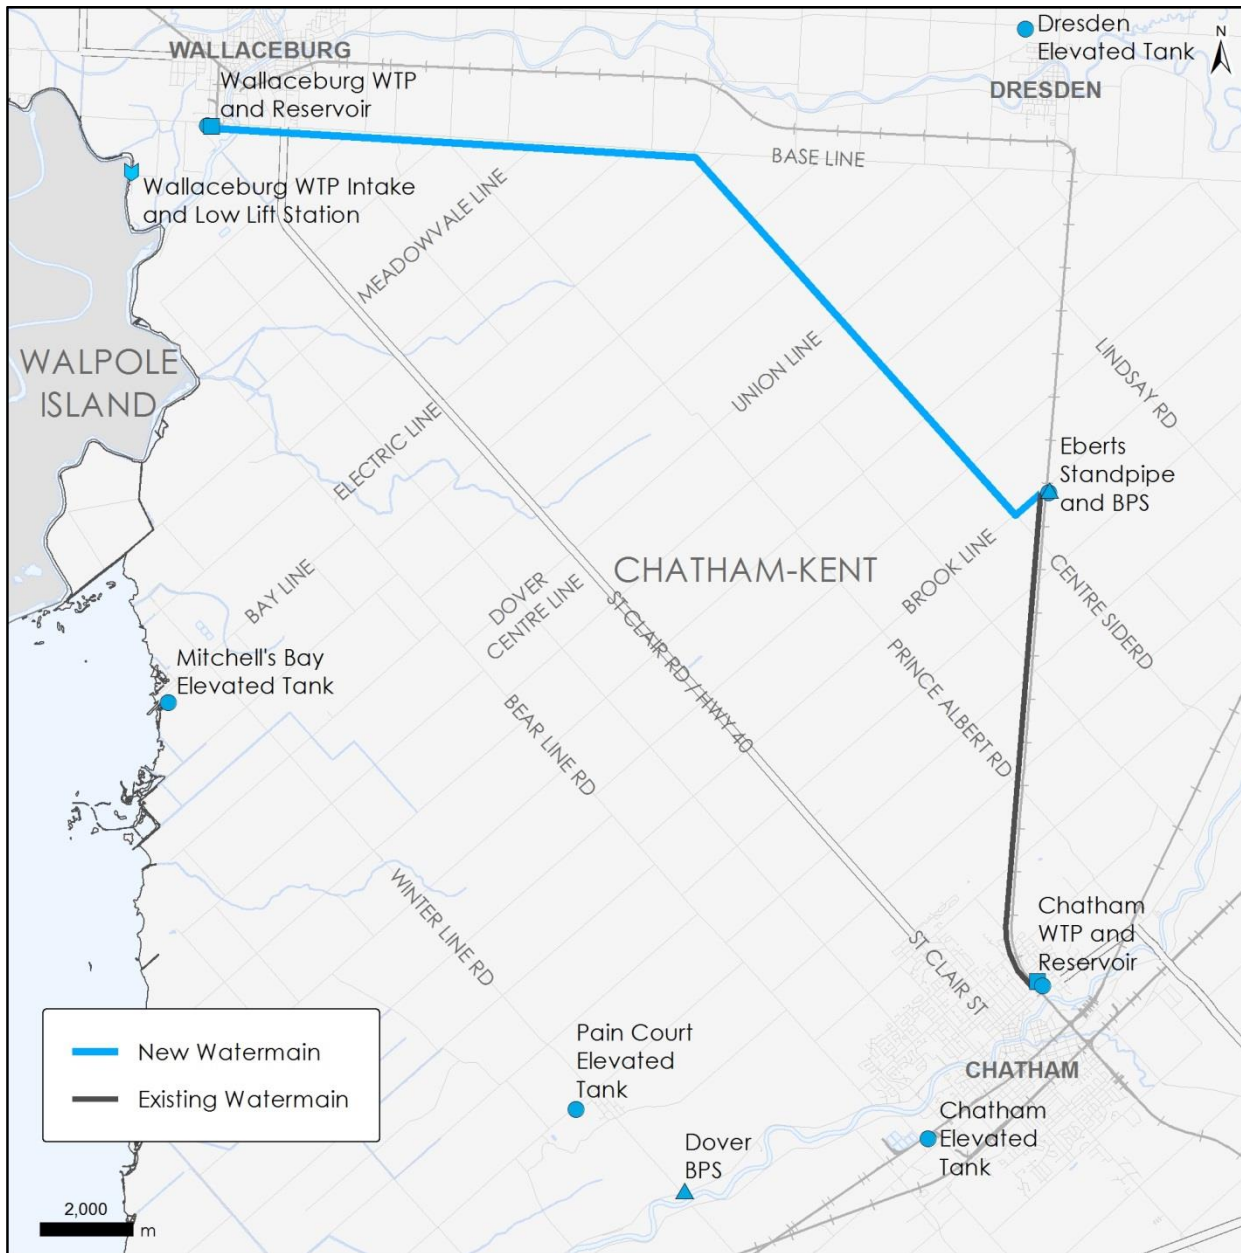 WALLACEBURG
Wallaceburg WTP
and Reservoir
Dresden
Elevated Tank
N
DRESDEN
BASE LINE
Wallaceburg WTP Intake
and Low Lift Station
MEADOWVALE LINE
WALPOLE
ISLAND
UNION LINE
LINDSAY RD
ELECTRIC LINE
Eberts
Standpipe
and BPS
CHATHAM-KENT
BROOK LINE
CENTRE SIDERD
BAY LINE
DOVER
CENTRE LINE
ST CLAIR RD / HWY 40
PRINCE ALBERT RD
Mitchell's Bay
Elevated Tank
BEAR LINE RD
WINTER LINE RD
ST CLAIR ST
Chatham
WTP and
Reservoir
New Watermain
Existing Watermain
Pain Court
Elevated
Tank
CHATHAM
Chatham
Elevated
Tank
Dover
BPS
2,000
m